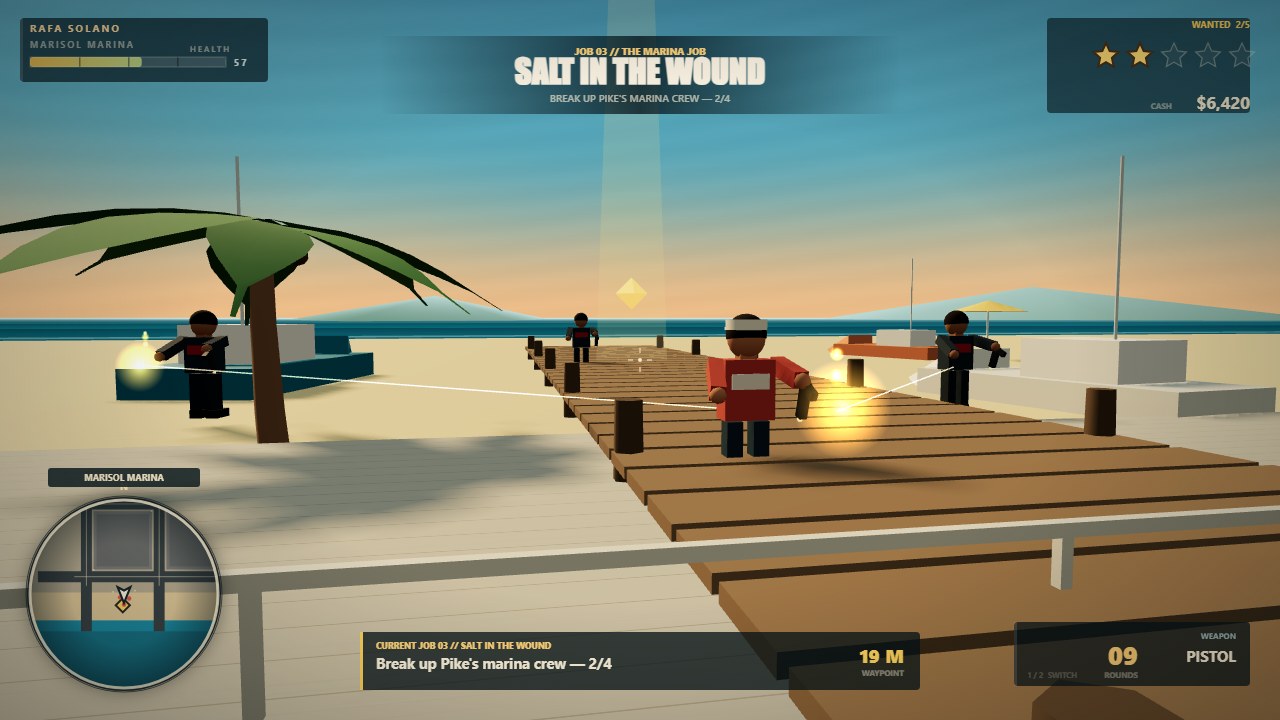 RAFA SOLANO
MARISOL MARINA
HEALTH
57
JOB 03 // THE MARINA JOB
SALT IN THE WOUND
BREAK UP PIKE'S MARINA CREW — 2/4
WANTED 2/5
CASH $6,420
MARISOL MARINA
CURRENT JOB 03 // SALT IN THE WOUND
Break up Pike's marina crew — 2/4
19 M
WAYPOINT
WEAPON
09 PISTOL
1 / 2 SWITCH ROUNDS